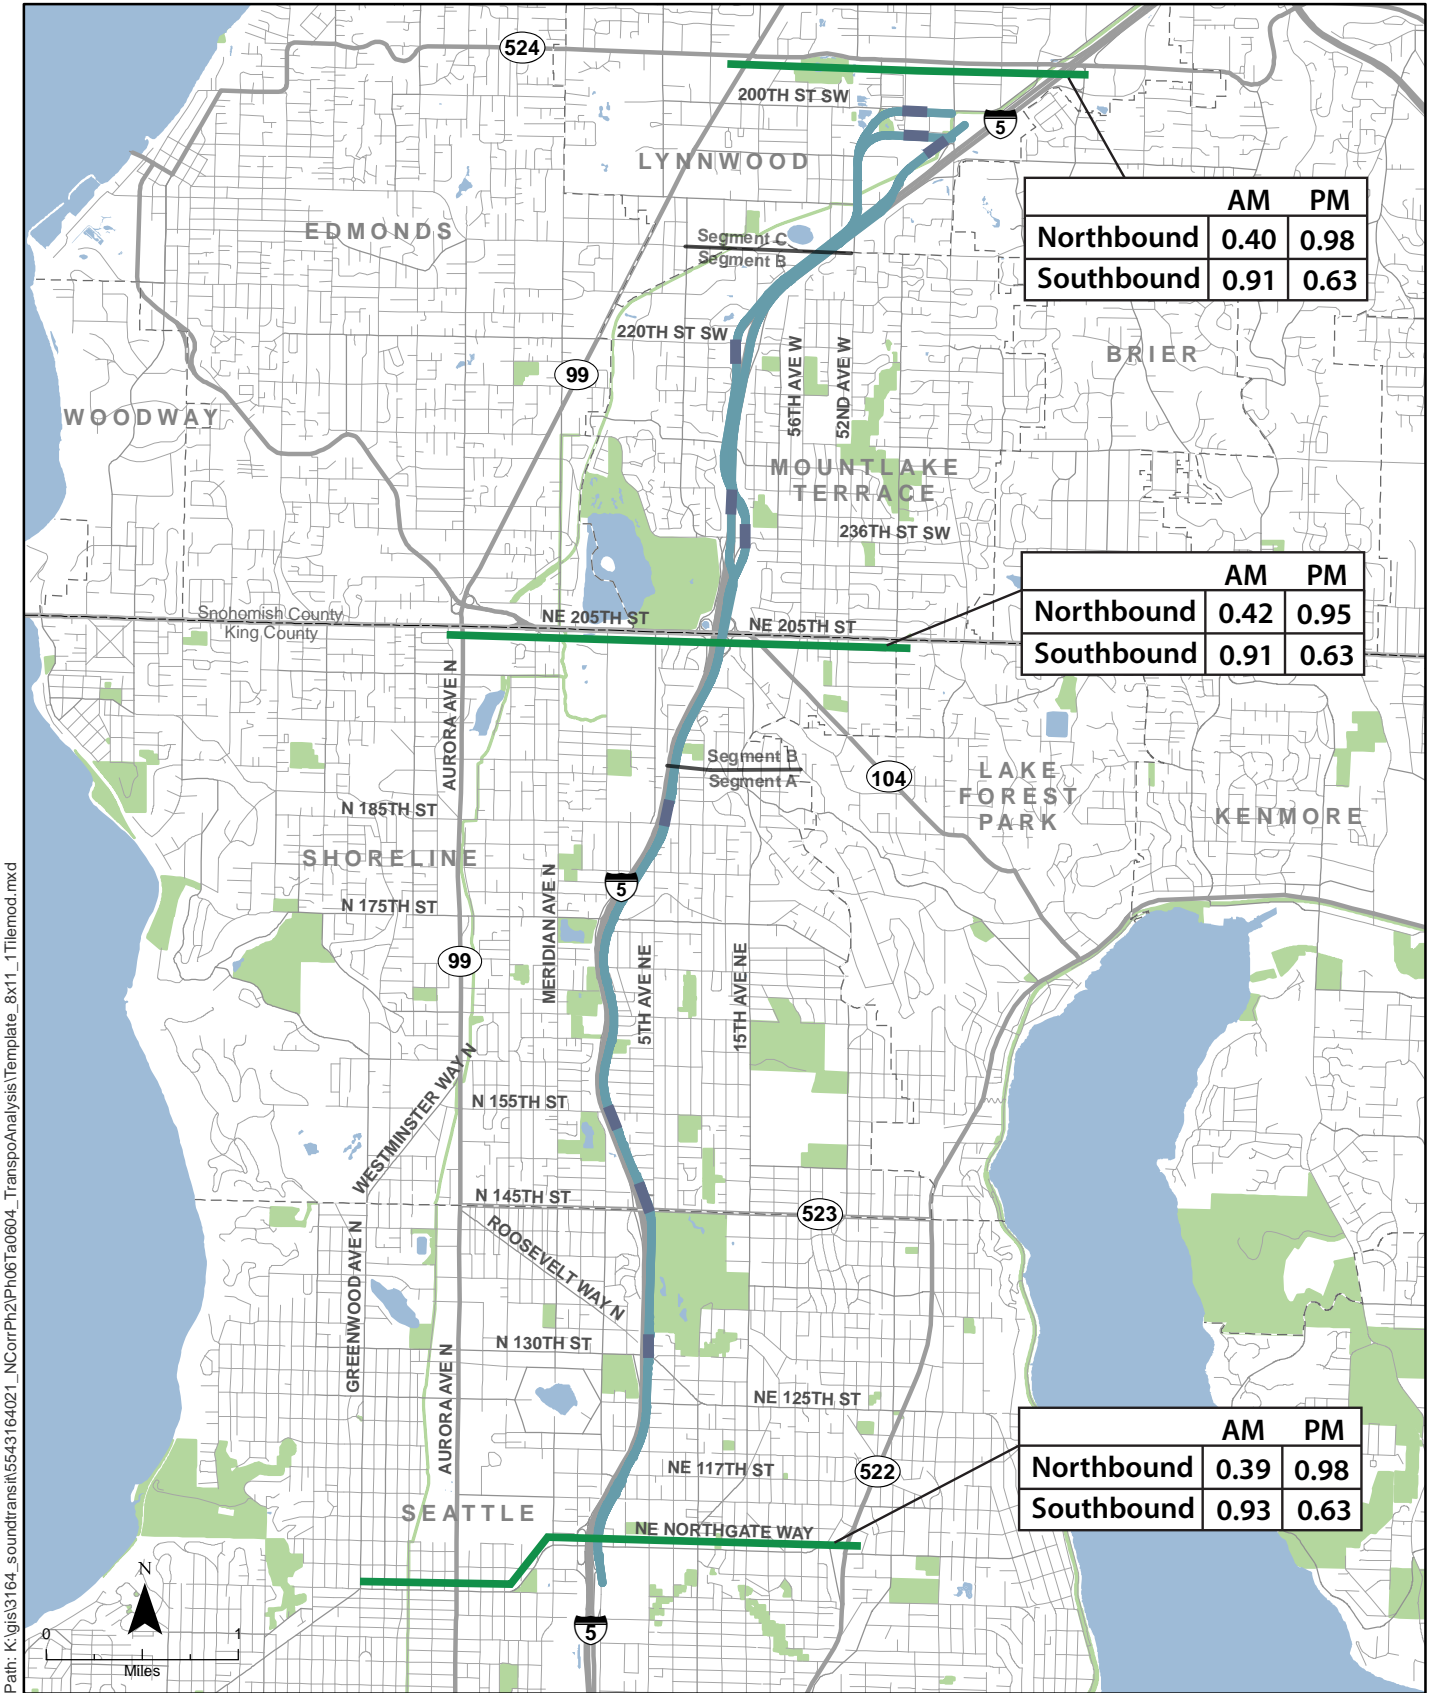 524
200TH ST SW
5
LYNNWOOD
AM PM
Northbound 0.40 0.98
Southbound 0.91 0.63
EDMONDS
Segment C
Segment B
220TH ST SW
56TH AVE W
52ND AVE W
BRIER
99
WOODWAY
MOUNTLAKE
TERRACE
236TH ST SW
AM PM
Northbound 0.42 0.95
Southbound 0.91 0.63
Snohomish County
King County
NE 205TH ST
NE 205TH ST
AURORA AVE N
Segment B
Segment A
104
LAKE
FOREST
PARK
KENMORE
N 185TH ST
SHORELINE
5
MERIDIAN AVE N
N 175TH ST
99
5TH AVE NE
15TH AVE NE
WESTMINSTER WAY N
N 155TH ST
N 145TH ST
523
ROOSEVELT WAY N
GREENWOOD AVE N
N 130TH ST
AURORA AVE N
NE 125TH ST
AM PM
Northbound 0.39 0.98
Southbound 0.93 0.63
NE 117TH ST
522
SEATTLE
NE NORTHGATE WAY
N
5
0 1
Miles
Path: K:\gis\3164_soundtransit\5543164021_NCorrPh2\Ph06Ta0604_TranspoAnalysis\Template_8x11_1Tilemod.mxd